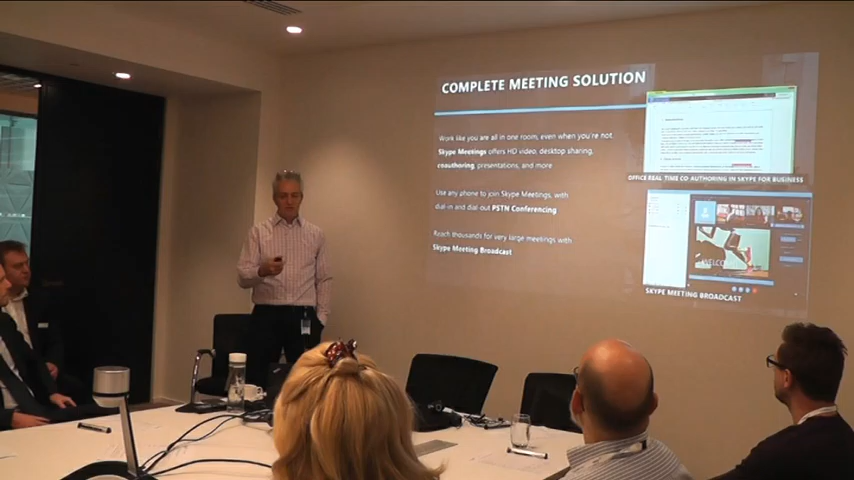 COMPLETE MEETING SOLUTION
Work like you are all in one room, even when you're not.
Skype Meetings offers HD video, desktop sharing,
coauthoring, presentations, and more
Use any phone to join Skype Meetings, with
dial-in and dial-out PSTN Conferencing
Reach thousands for very large meetings with
Skype Meeting Broadcast
OFFICE REAL TIME CO-AUTHORING IN SKYPE FOR BUSINESS
WELCO
SKYPE MEETING BROADCAST